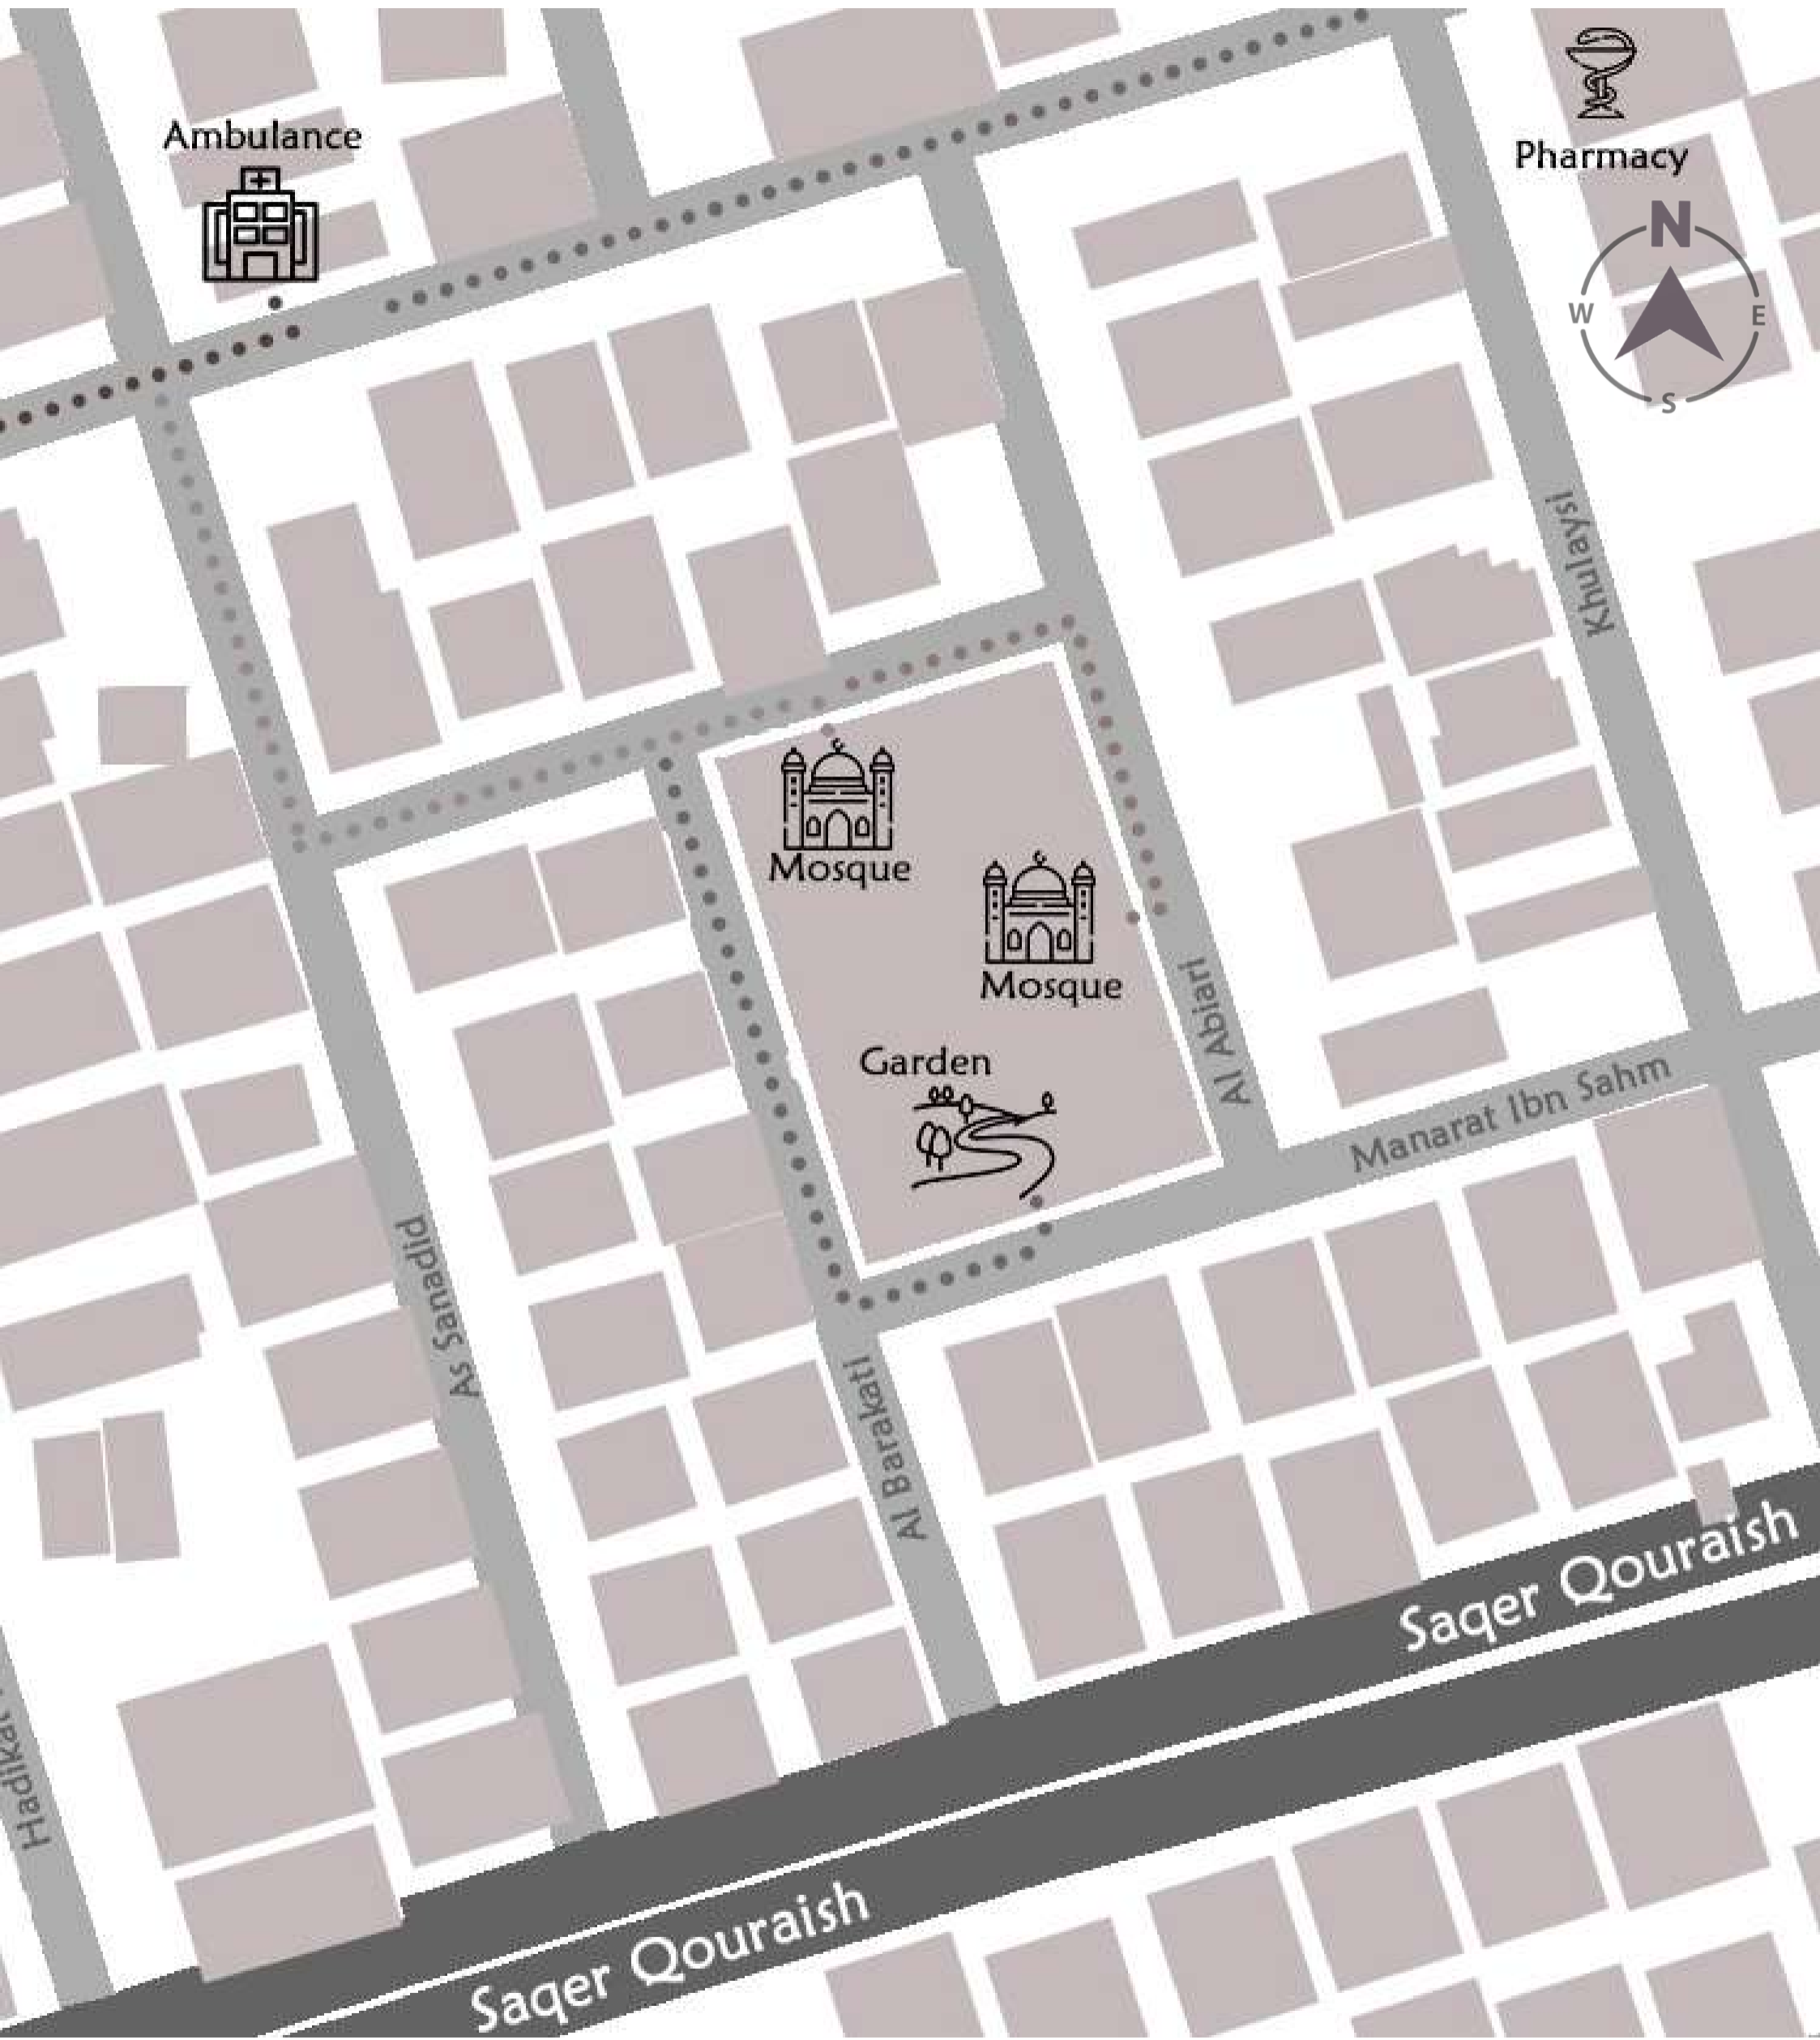 Ambulance
Pharmacy
N
W
E
S
Khulaysi
Mosque
Mosque
Al Abiari
Garden
Manarat Ibn Sahm
As Sanadid
Al Barakati
Saqer Qouraish
Hadikat
Saqer Qouraish